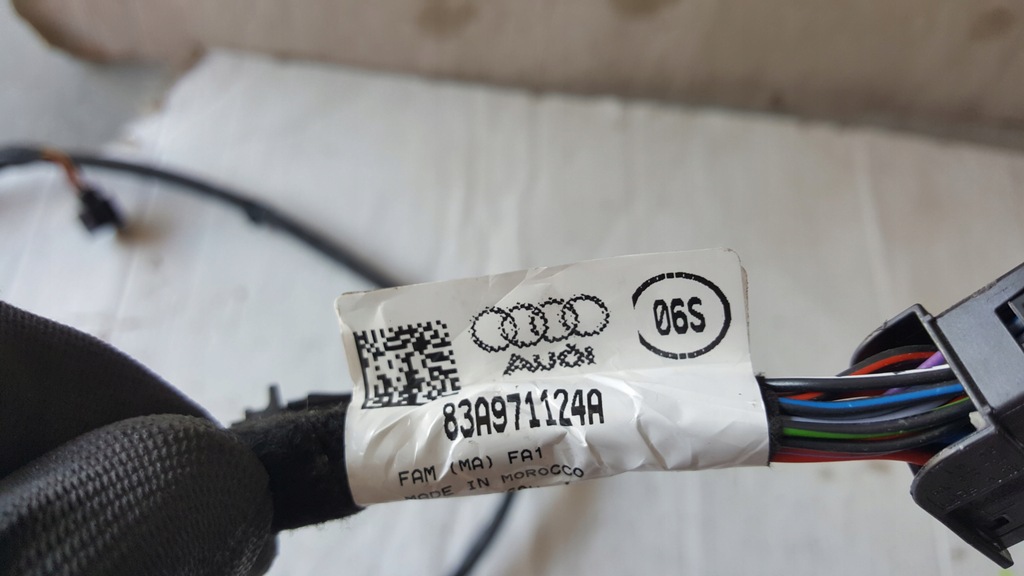 06S
AUDI
83A971124A
FAM (MA) FA1
MADE IN MOROCCO